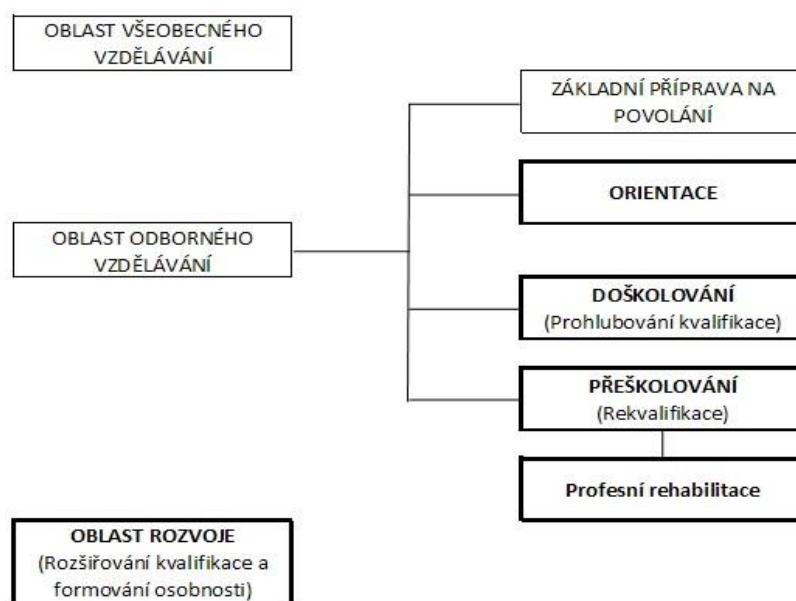 OBLAST VŠEOBECNÉHO
VZDĚLÁVÁNÍ
ZÁKLADNÍ PŘÍPRAVA NA
POVOLÁNÍ
ORIENTACE
OBLAST ODBORNÉHO
VZDĚLÁVÁNÍ
DOŠKOLOVÁNÍ
(Prohlubování kvalifikace)
PŘEŠKOLOVÁNÍ
(Rekvalifikace)
Profesní rehabilitace
OBLAST ROZVOJE
(Rozšiřování kvalifikace a
formování osobnosti)